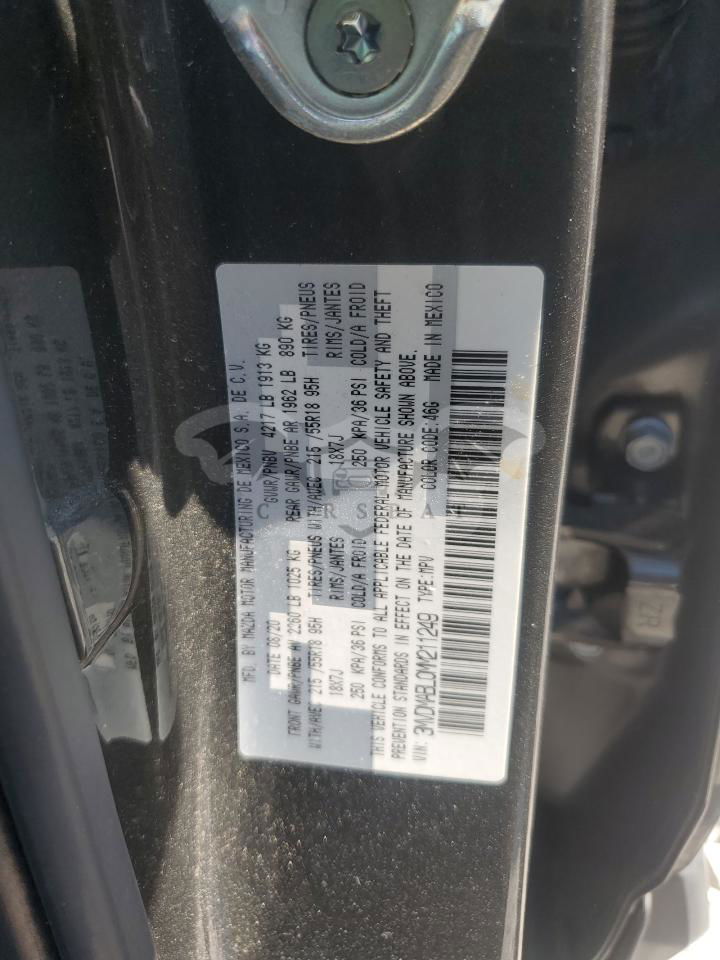 MFD. BY MAZDA MOTOR MANUFACTURING DE MEXICO S.A. DE C.V.
DATE 08/20 GVWR/PNBV 4217 LB 1913 KG
FRONT GAWR/PNBE AV 2260 LB 1025 KG REAR GAWR/PNBE AR 1962 LB 890 KG
WITH/AVEC 215 /55R18 95H TIRES/PNEUS WITH/AVEC 215 /55R18 95H TIRES/PNEUS
18X7J RIMS/JANTES 18X7J RIMS/JANTES
250 KPA/36 PSI COLD/A FROID 250 KPA/36 PSI COLD/A FROID
THIS VEHICLE CONFORMS TO ALL APPLICABLE FEDERAL MOTOR VEHICLE SAFETY AND THEFT
PREVENTION STANDARDS IN EFFECT ON THE DATE OF MANUFACTURE SHOWN ABOVE.
VIN: 3MVDMABL0MM211249 TYPE:MPV COLOR CODE:46G MADE IN MEXICO
ZR